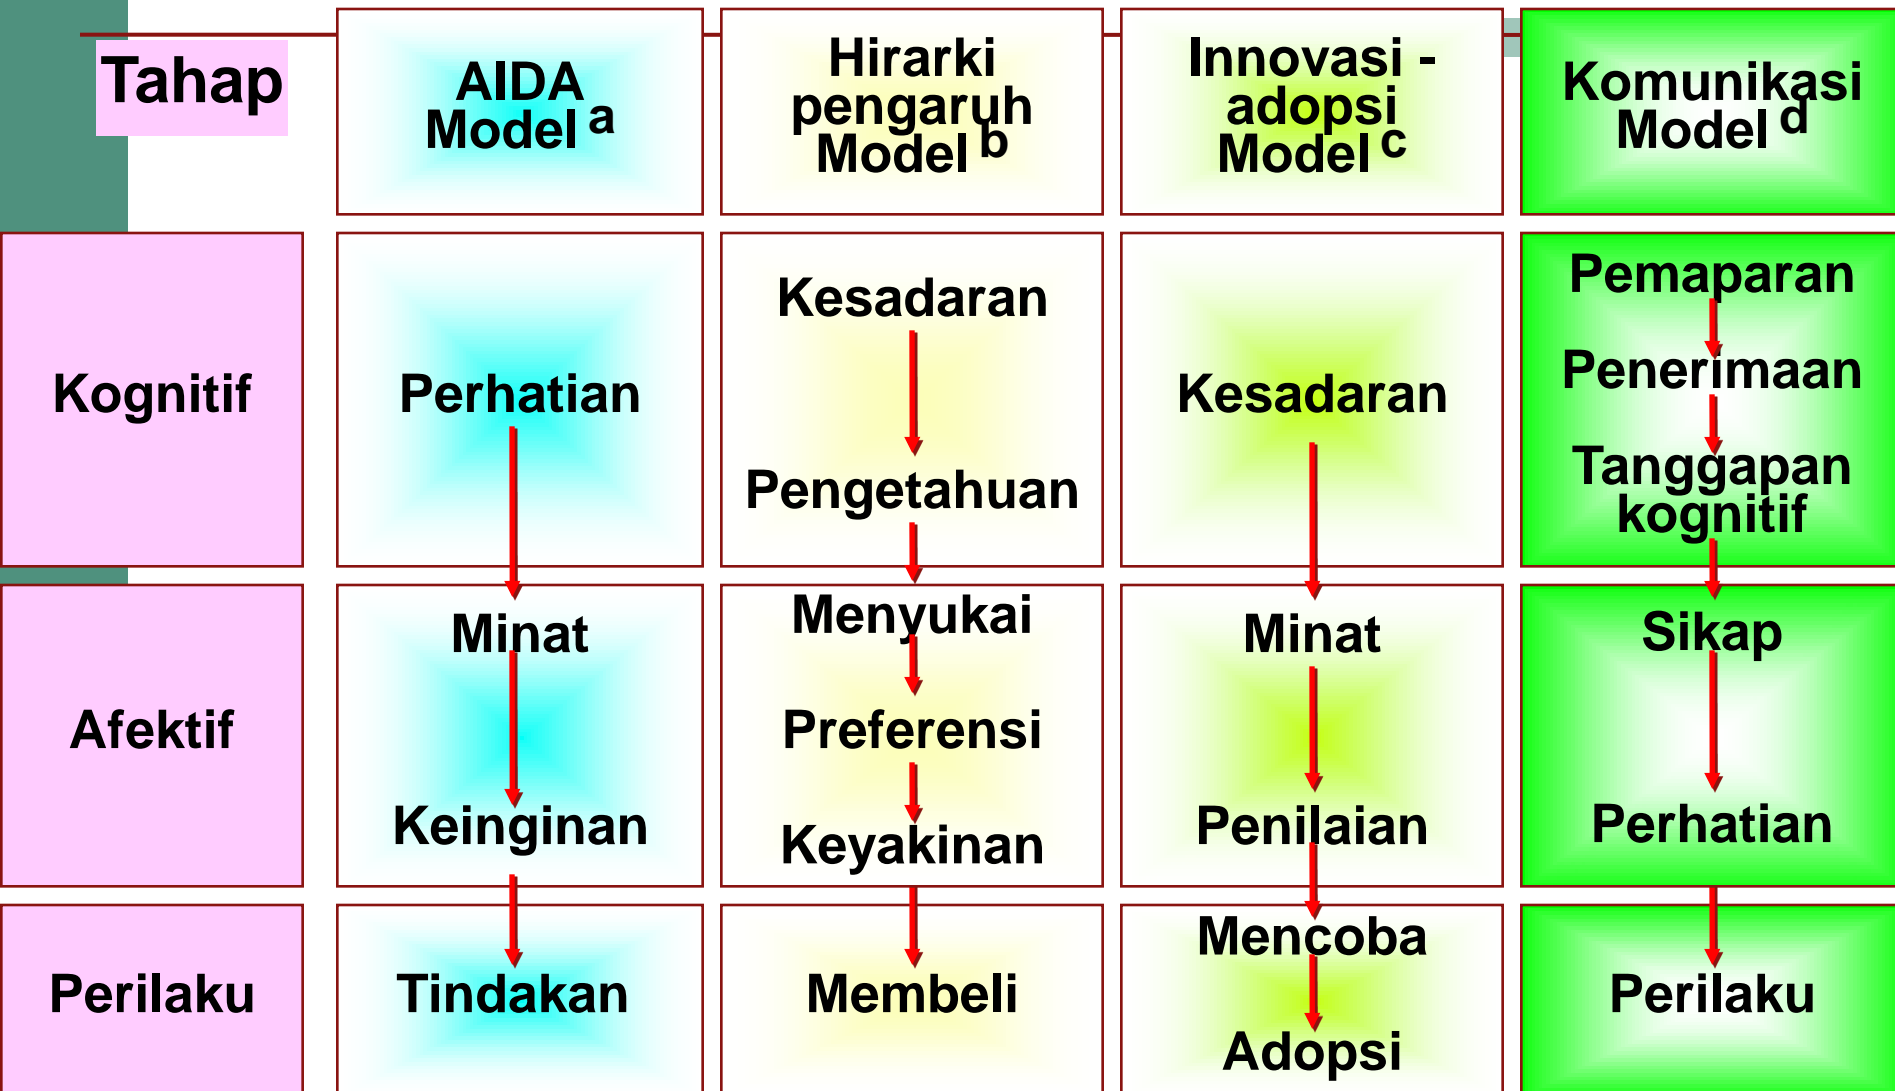 Tahap
AIDA
Model a
Hirarki
pengaruh
Model b
Innovasi -
adopsi
Model c
Komunikasi
Model d
Kognitif
Perhatian
Kesadaran
Pengetahuan
Kesadaran
Pemaparan
Penerimaan
Tanggapan
kognitif
Afektif
Minat
Keinginan
Menyukai
Preferensi
Keyakinan
Minat
Penilaian
Sikap
Perhatian
Perilaku
Tindakan
Membeli
Mencoba
Adopsi
Perilaku